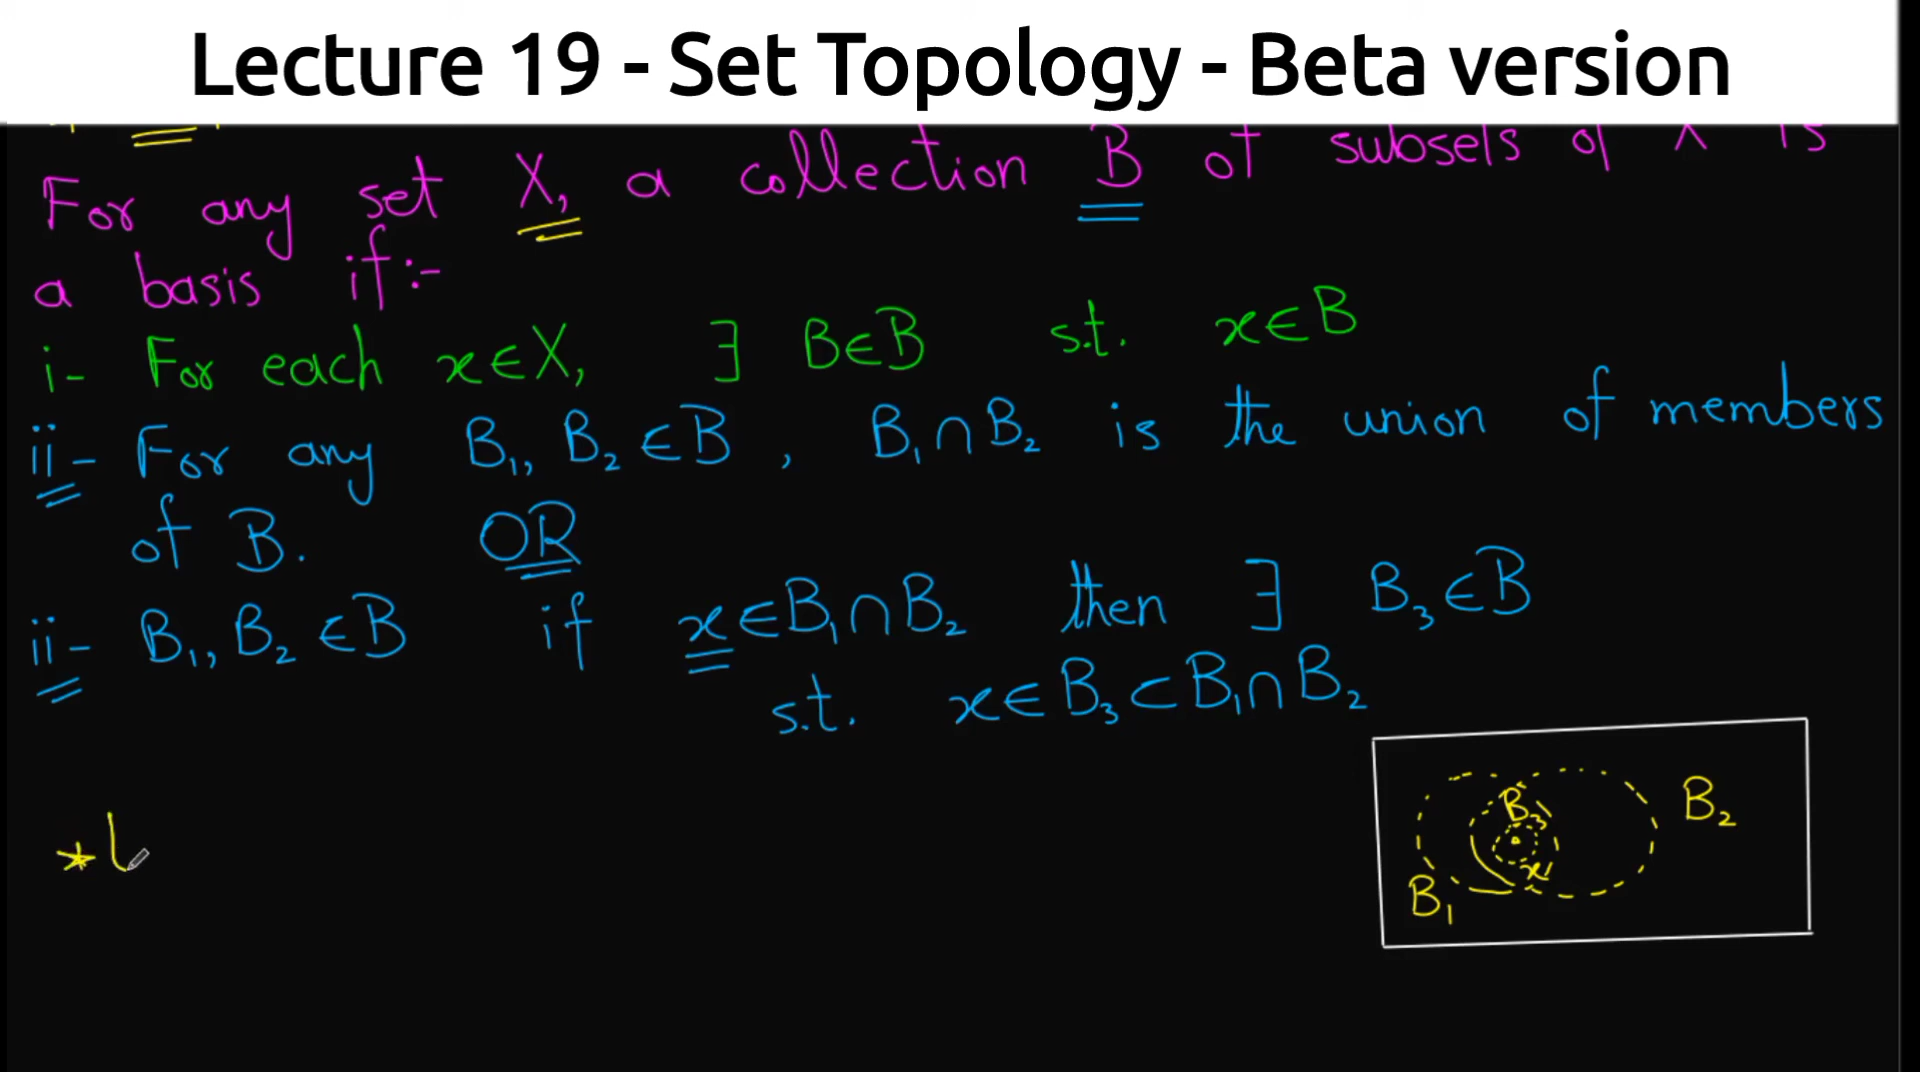 Lecture 19 - Set Topology - Beta version
For any set X, a collection B of subsets of X is
a basis if:-
i- For each x∈X, ∃ B∈B s.t. x∈B
ii- For any B₁, B₂ ∈B, B₁∩B₂ is the union of members
of B. OR
ii- B₁, B₂ ∈B if x∈B₁∩B₂ then ∃ B₃∈B
s.t. x∈B₃⊂B₁∩B₂
B₃
B₂
x
B₁
*